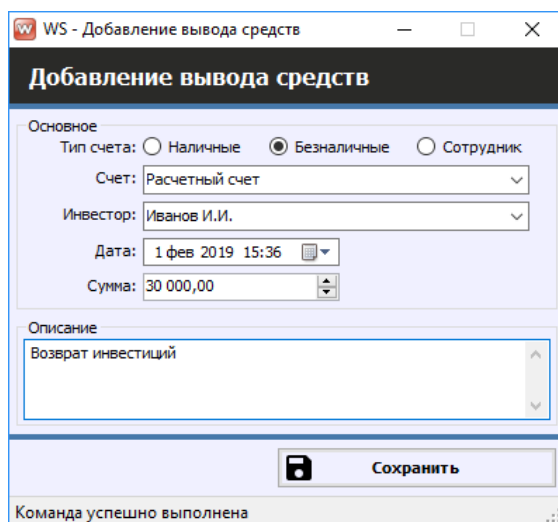 WS - Добавление вывода средств
Добавление вывода средств
Основное
Тип счета: Наличные Безналичные Сотрудник
Счет: Расчетный счет
Инвестор: Иванов И.И.
Дата: 1 фев 2019 15:36
Сумма: 30 000,00
Описание
Возврат инвестиций
Сохранить
Команда успешно выполнена